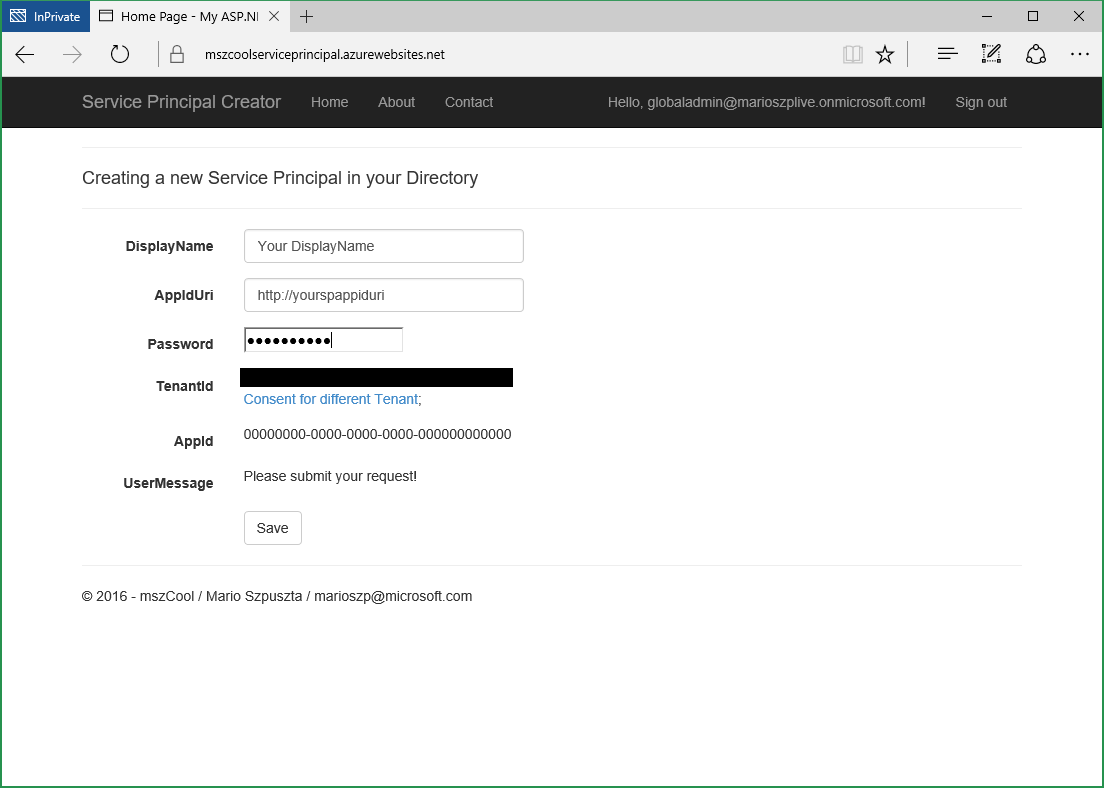 InPrivate
Home Page - My ASP.NI
mszcoolserviceprincipal.azurewebsites.net
Service Principal Creator Home About Contact Hello, globaladmin@marioszplive.onmicrosoft.com! Sign out
Creating a new Service Principal in your Directory
DisplayName Your DisplayName
AppIdUri http://yourspappiduri
Password ••••••••••
TenantId
Consent for different Tenant;
AppId 00000000-0000-0000-0000-000000000000
UserMessage Please submit your request!
Save
© 2016 - mszCool / Mario Szpuszta / marioszp@microsoft.com